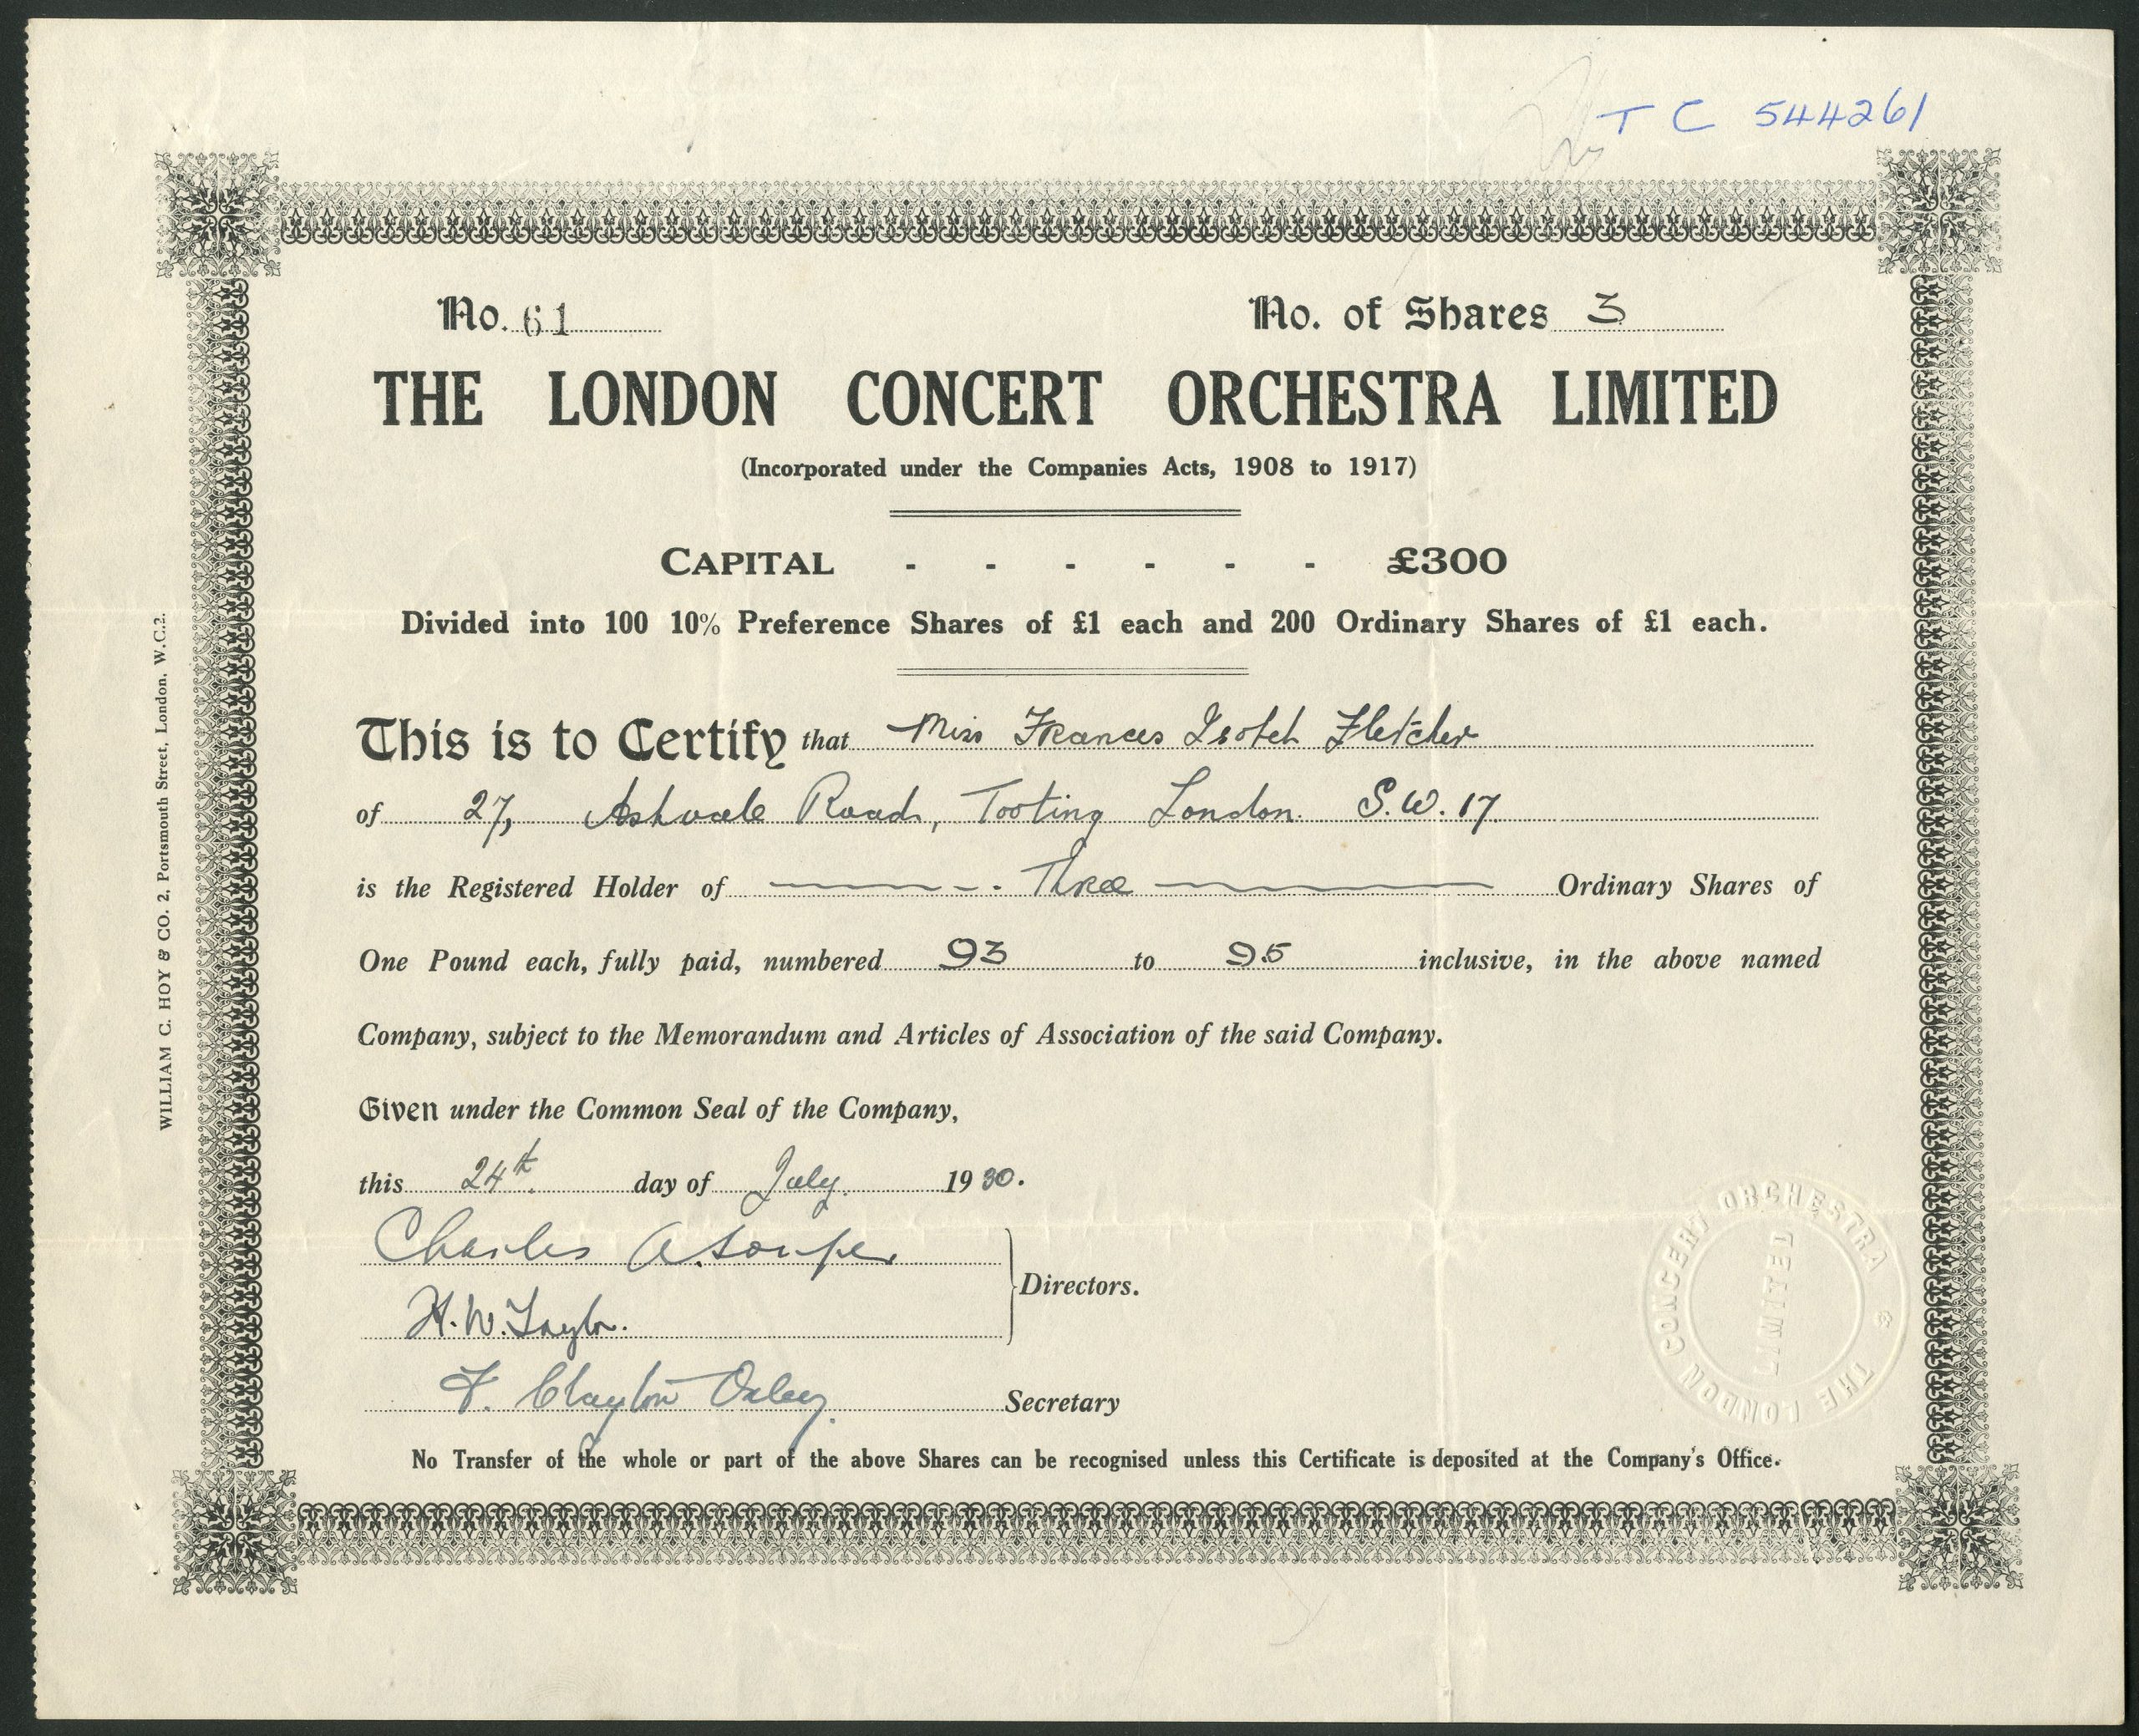 T C 544261
No. 61 No. of Shares 3
THE LONDON CONCERT ORCHESTRA LIMITED
(Incorporated under the Companies Acts, 1908 to 1917)
CAPITAL - - - - - - £300
Divided into 100 10% Preference Shares of £1 each and 200 Ordinary Shares of £1 each.
This is to Certify that Miss Frances Isobel Fletcher
of 27, Ashvale Road, Tooting London. S.W. 17.
is the Registered Holder of Three Ordinary Shares of
One Pound each, fully paid, numbered 93 to 95 inclusive, in the above named
Company, subject to the Memorandum and Articles of Association of the said Company.
Given under the Common Seal of the Company,
this 24th. day of July. 1930.
Charles A. Souper
H. W. Taylor.
Directors.
F. Clayton Oxley. Secretary
No Transfer of the whole or part of the above Shares can be recognised unless this Certificate is deposited at the Company's Office.
WILLIAM C. HOY & CO. 2, Portsmouth Street, London, W.C.2.
THE LONDON CONCERT ORCHESTRA
LIMITED